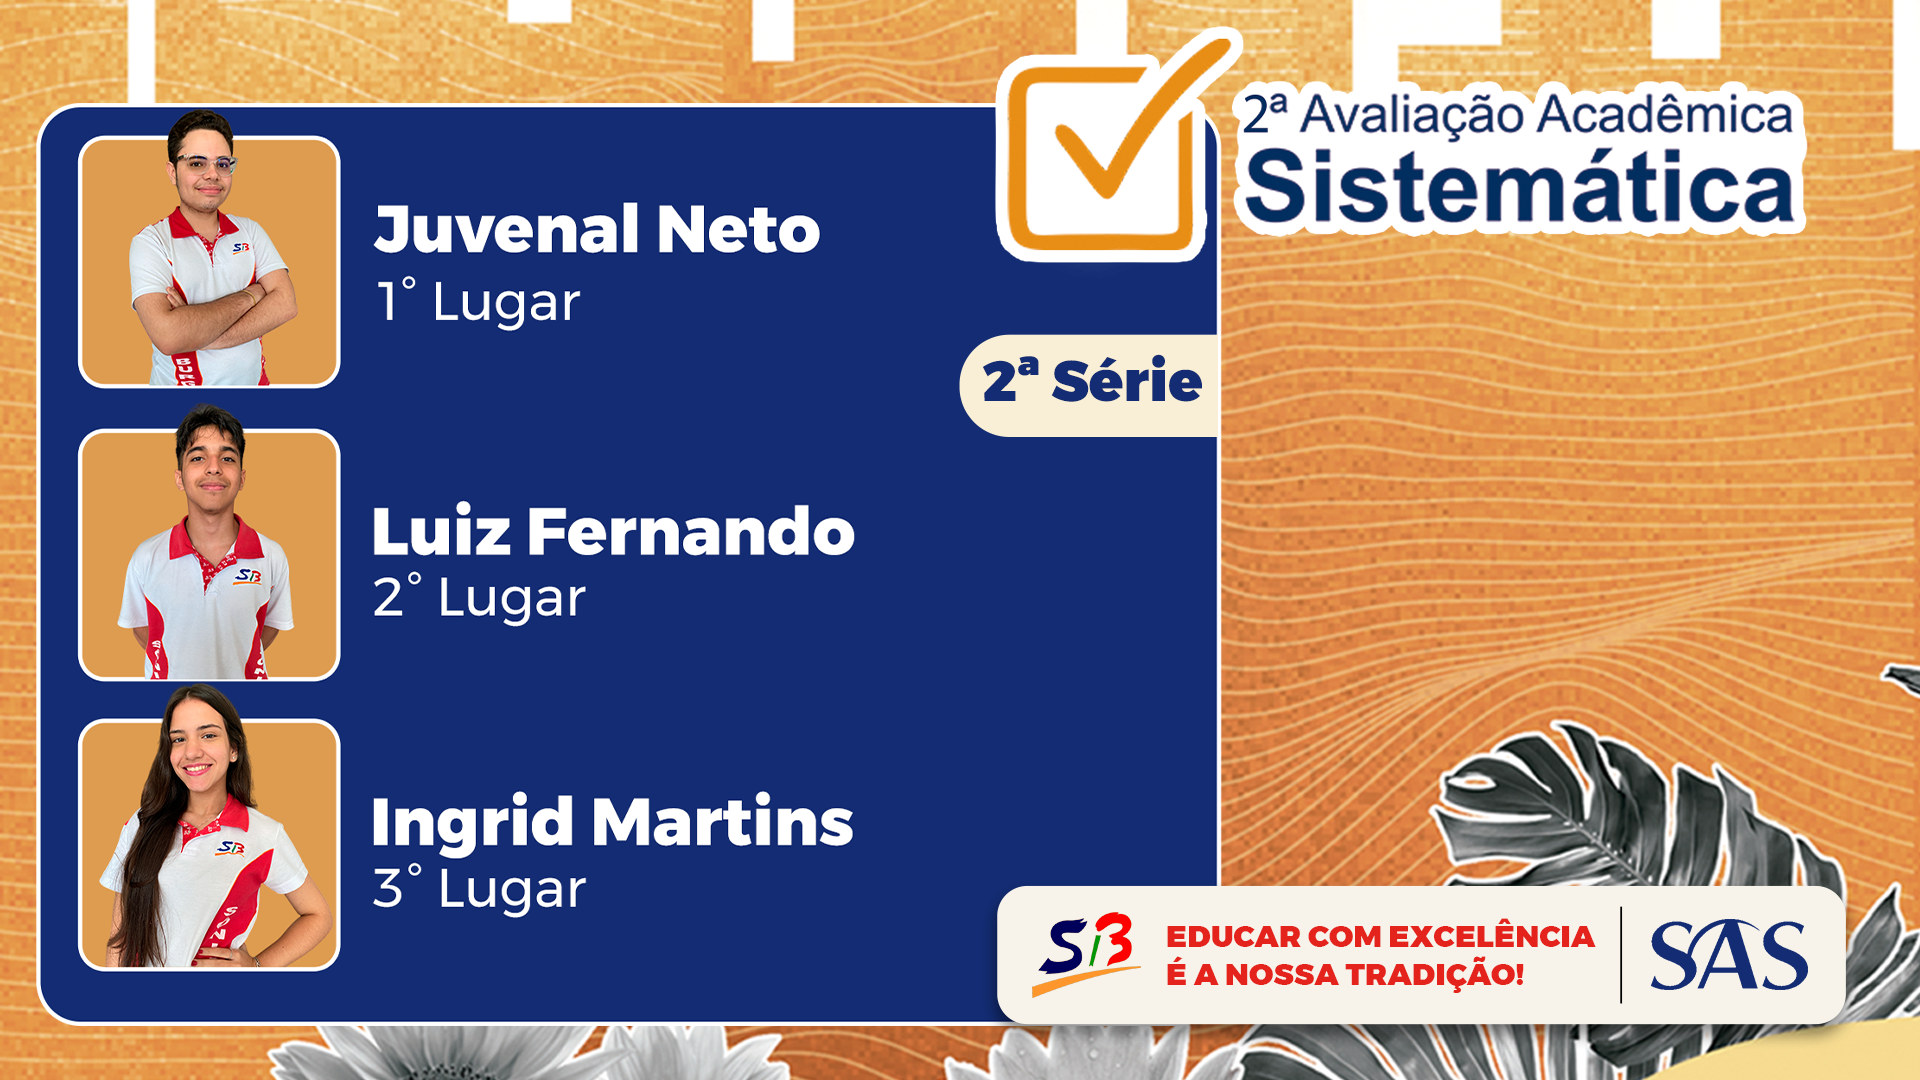 2ª Avaliação Acadêmica
Sistemática
Juvenal Neto
1° Lugar
2ª Série
Luiz Fernando
2° Lugar
Ingrid Martins
3° Lugar
SiB
EDUCAR COM EXCELÊNCIA
É A NOSSA TRADIÇÃO!
SAS